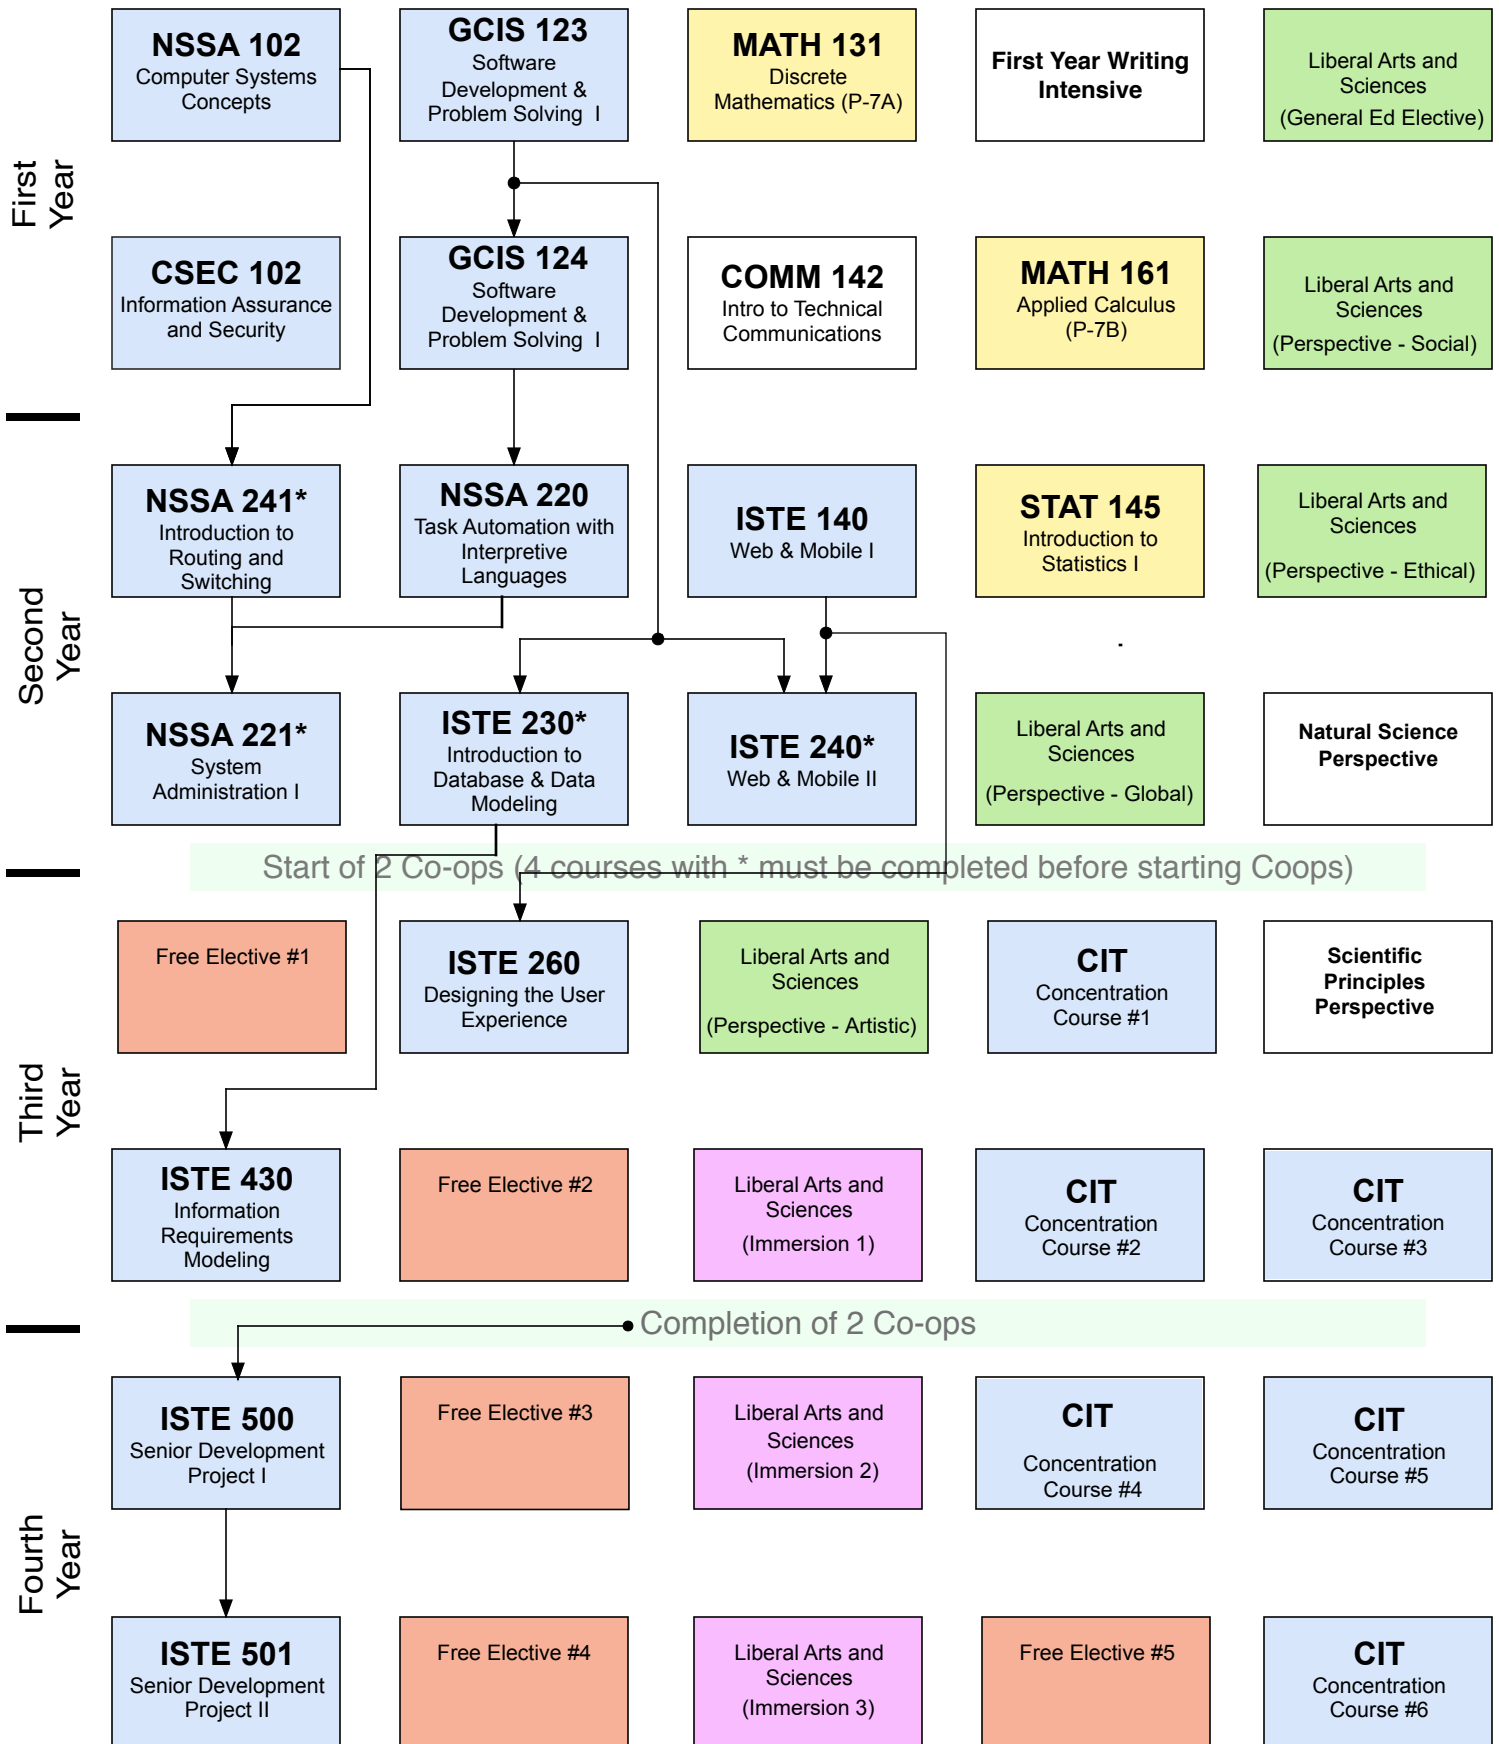 First
Year
NSSA 102
Computer Systems
Concepts
GCIS 123
Software
Development &
Problem Solving I
MATH 131
Discrete
Mathematics (P-7A)
First Year Writing
Intensive
Liberal Arts and
Sciences
(General Ed Elective)
CSEC 102
Information Assurance
and Security
GCIS 124
Software
Development &
Problem Solving I
COMM 142
Intro to Technical
Communications
MATH 161
Applied Calculus
(P-7B)
Liberal Arts and
Sciences
(Perspective - Social)
Second
Year
NSSA 241*
Introduction to
Routing and
Switching
NSSA 220
Task Automation with
Interpretive
Languages
ISTE 140
Web & Mobile I
STAT 145
Introduction to
Statistics I
Liberal Arts and
Sciences
(Perspective - Ethical)
NSSA 221*
System
Administration I
ISTE 230*
Introduction to
Database & Data
Modeling
ISTE 240*
Web & Mobile II
Liberal Arts and
Sciences
(Perspective - Global)
Natural Science
Perspective
Start of 2 Co-ops (4 courses with * must be completed before starting Coops)
Third
Year
Free Elective #1
ISTE 260
Designing the User
Experience
Liberal Arts and
Sciences
(Perspective - Artistic)
CIT
Concentration
Course #1
Scientific
Principles
Perspective
ISTE 430
Information
Requirements
Modeling
Free Elective #2
Liberal Arts and
Sciences
(Immersion 1)
CIT
Concentration
Course #2
CIT
Concentration
Course #3
Completion of 2 Co-ops
Fourth
Year
ISTE 500
Senior Development
Project I
Free Elective #3
Liberal Arts and
Sciences
(Immersion 2)
CIT
Concentration
Course #4
CIT
Concentration
Course #5
ISTE 501
Senior Development
Project II
Free Elective #4
Liberal Arts and
Sciences
(Immersion 3)
Free Elective #5
CIT
Concentration
Course #6